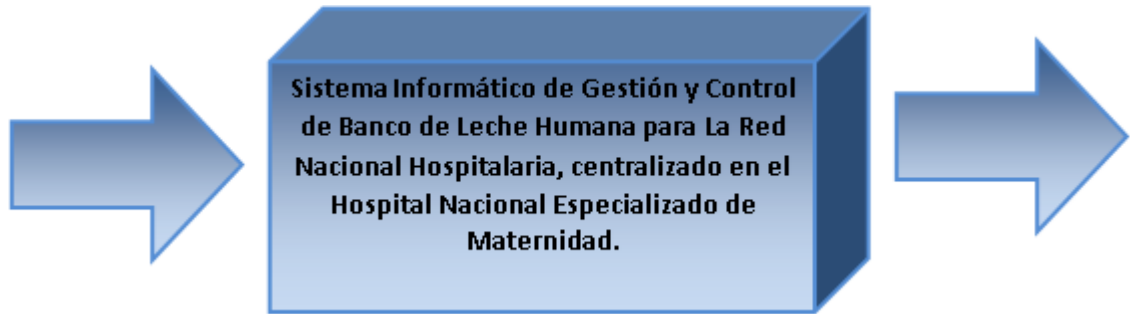 Sistema Informático de Gestión y Control
de Banco de Leche Humana para La Red
Nacional Hospitalaria, centralizado en el
Hospital Nacional Especializado de
Maternidad.